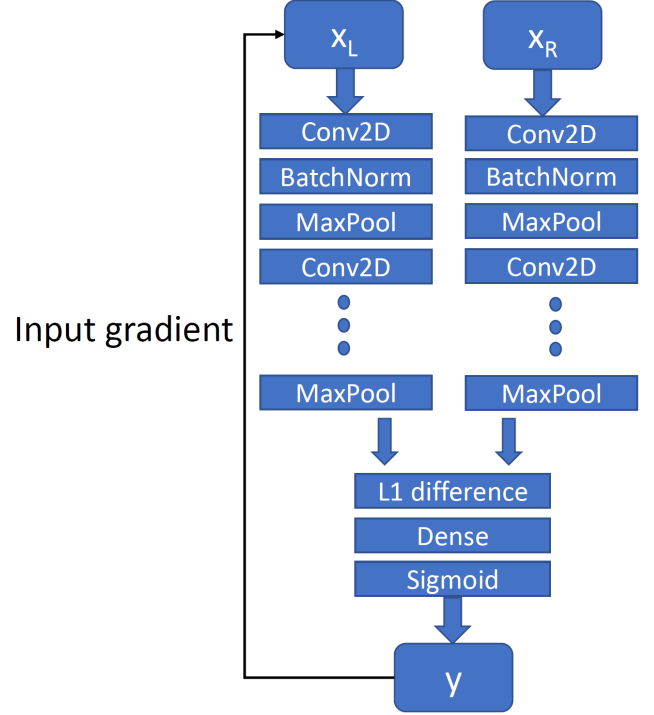 x_L
x_R
Conv2D
Conv2D
BatchNorm
BatchNorm
MaxPool
MaxPool
Conv2D
Conv2D
Input gradient
MaxPool
MaxPool
L1 difference
Dense
Sigmoid
y